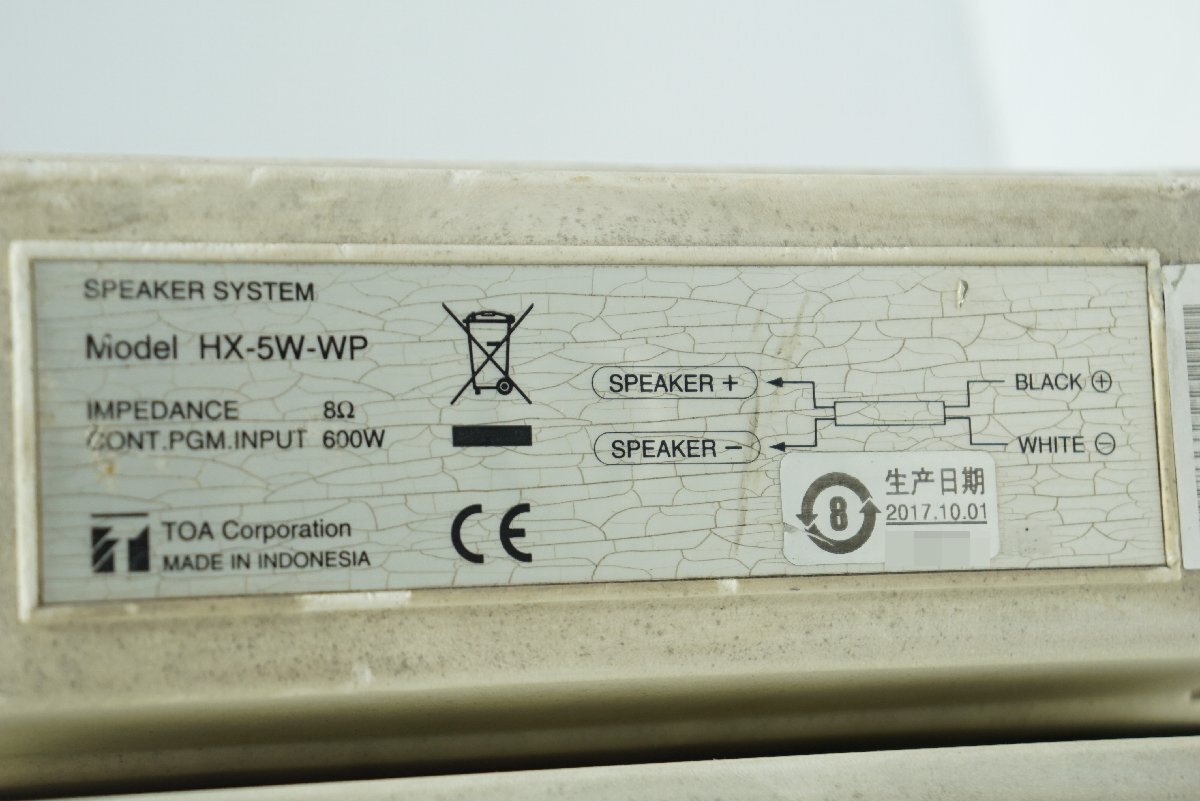 SPEAKER SYSTEM
Model HX-5W-WP
IMPEDANCE 8Ω
CONT.PGM.INPUT 600W
TOA Corporation
MADE IN INDONESIA
CE
SPEAKER +
SPEAKER −
BLACK ⊕
WHITE ⊖
8
生产日期
2017.10.01